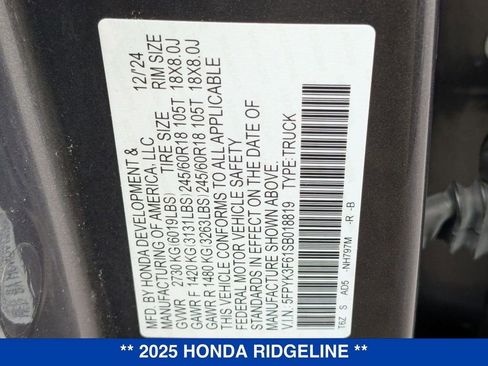 MFD. BY HONDA DEVELOPMENT & 12/24
MANUFACTURING OF AMERICA, LLC
GVWR 2730 KG(6019LBS) TIRE SIZE RIM SIZE
GAWR F 1420 KG(3131LBS)245/60R18 105T 18X8.0J
GAWR R 1480 KG(3263LBS)245/60R18 105T 18X8.0J
THIS VEHICLE CONFORMS TO ALL APPLICABLE
FEDERAL MOTOR VEHICLE SAFETY
STANDARDS IN EFFECT ON THE DATE OF
MANUFACTURE SHOWN ABOVE.
V.I.N. 5FPYK3F61SB018819 TYPE:TRUCK
T6Z S AD5 -NH797M -R -B
** 2025 HONDA RIDGELINE **